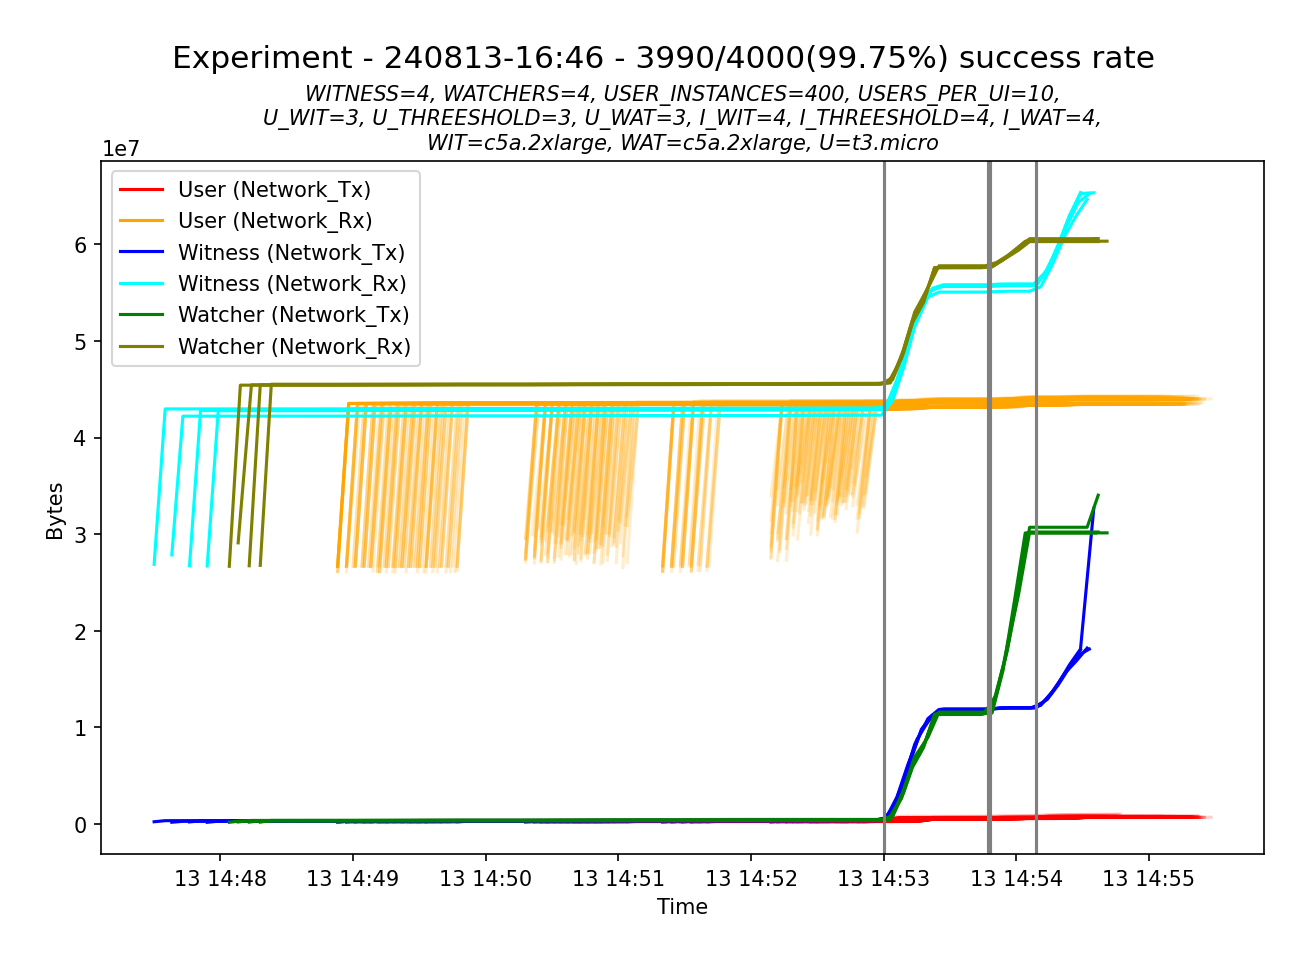 Experiment - 240813-16:46 - 3990/4000(99.75%) success rate
WITNESS=4, WATCHERS=4, USER_INSTANCES=400, USERS_PER_UI=10,
U_WIT=3, U_THREESHOLD=3, U_WAT=3, I_WIT=4, I_THREESHOLD=4, I_WAT=4,
WIT=c5a.2xlarge, WAT=c5a.2xlarge, U=t3.micro
1e7
User (Network_Tx)
User (Network_Rx)
Witness (Network_Tx)
Witness (Network_Rx)
Watcher (Network_Tx)
Watcher (Network_Rx)
6
5
4
3
2
1
0
Bytes
13 14:48
13 14:49
13 14:50
13 14:51
13 14:52
13 14:53
13 14:54
13 14:55
Time